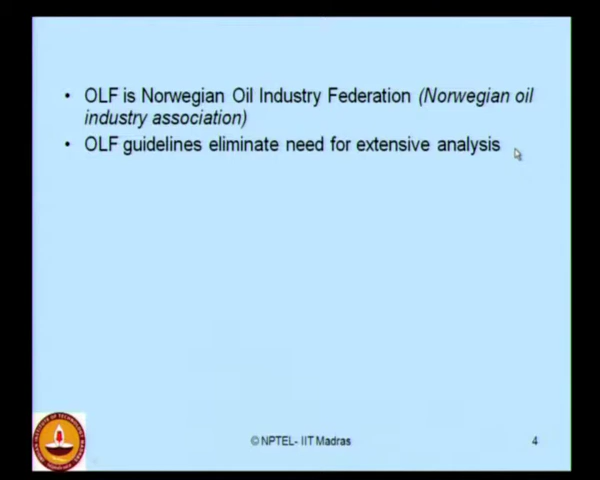 • OLF is Norwegian Oil Industry Federation (Norwegian oil
industry association)
• OLF guidelines eliminate need for extensive analysis
© NPTEL- IIT Madras
4